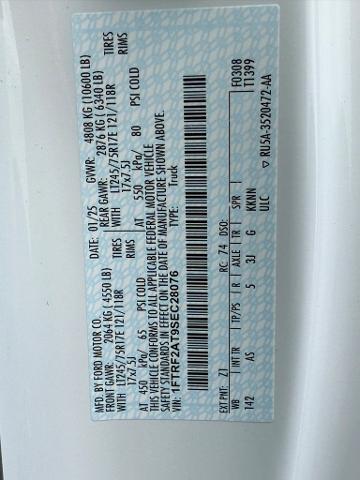 MFD. BY FORD MOTOR CO.
01/25 GVWR: 4808 KG (10600 LB)
FRONT GAWR: 2064 KG ( 4550 LB)
REAR GAWR: 2876 KG ( 6340 LB)
LT245/75R17E 121/118R TIRES
WITH LT245/75R17E 121/118R TIRES
17x7.5J RIMS
WITH 17x7.5J RIMS
AT 450 kPa/ 65 PSI COLD
AT 550 kPa/ 80 PSI COLD
THIS VEHICLE CONFORMS TO ALL APPLICABLE FEDERAL MOTOR VEHICLE
SAFETY STANDARDS IN EFFECT ON THE DATE OF MANUFACTURE SHOWN ABOVE.
VIN: 1FTRF2AT9SEC28076
TYPE: Truck
F0308
T1399
EXT PNT: Z1 RC: 74 DSO:
WB INT TR TP/PS R AXLE TR SPR
142 AS 5 3J G KKNN
ULC
RU5A-3520472-AA